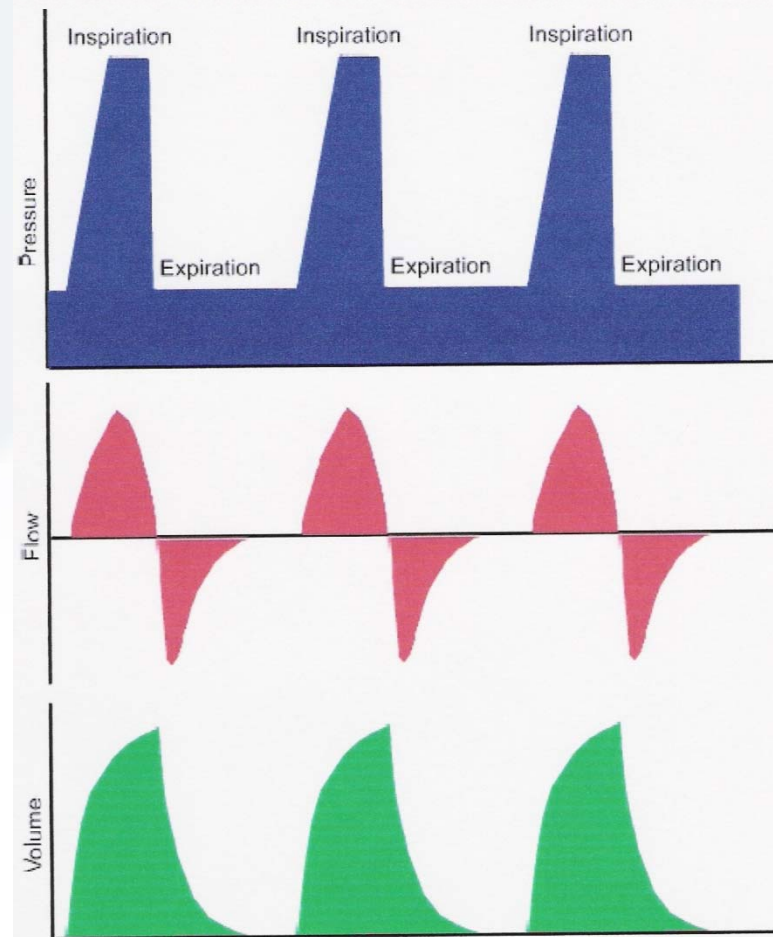 Inspiration
Inspiration
Inspiration
Pressure
Expiration
Expiration
Expiration
Flow
Volume